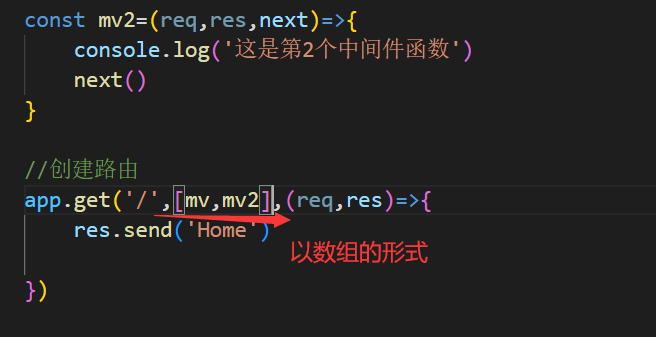 const mv2=(req,res,next)=>{
    console.log('这是第2个中间件函数')
    next()
}
//创建路由
app.get('/',[mv,mv2],(req,res)=>{
    res.send('Home')
以数组的形式
})